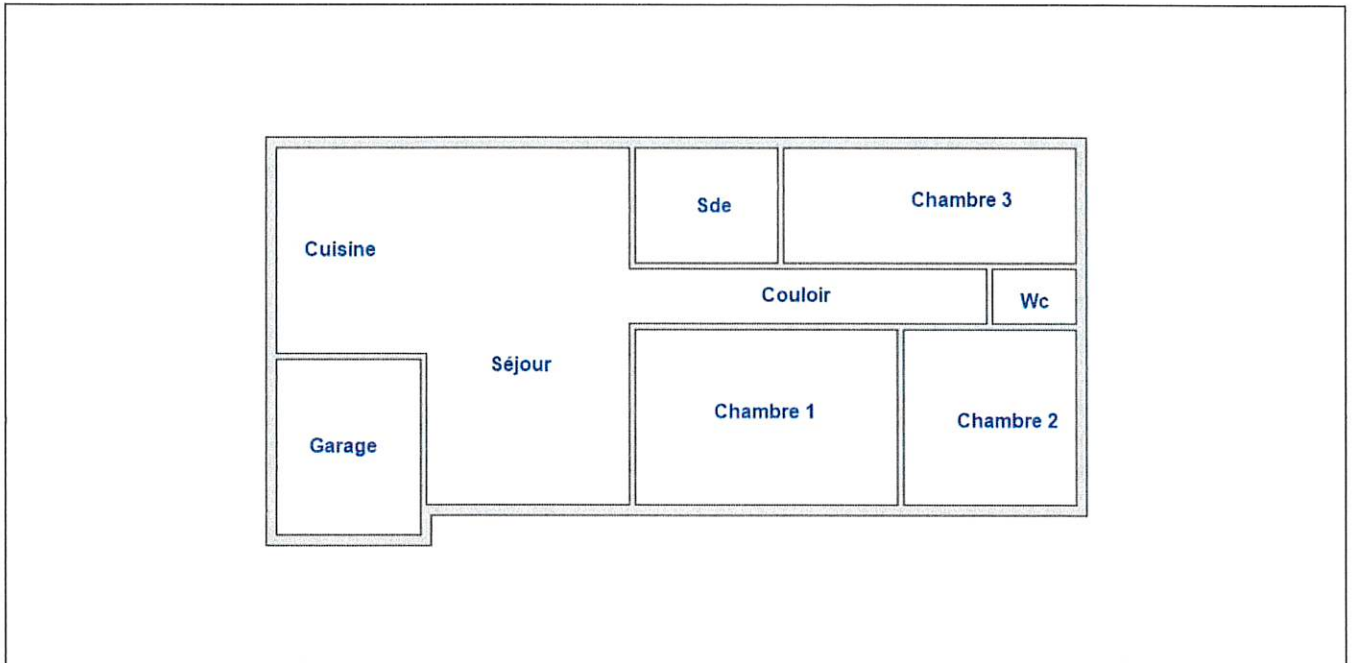 Sde
Chambre 3
Cuisine
Couloir
Wc
Séjour
Chambre 1
Chambre 2
Garage